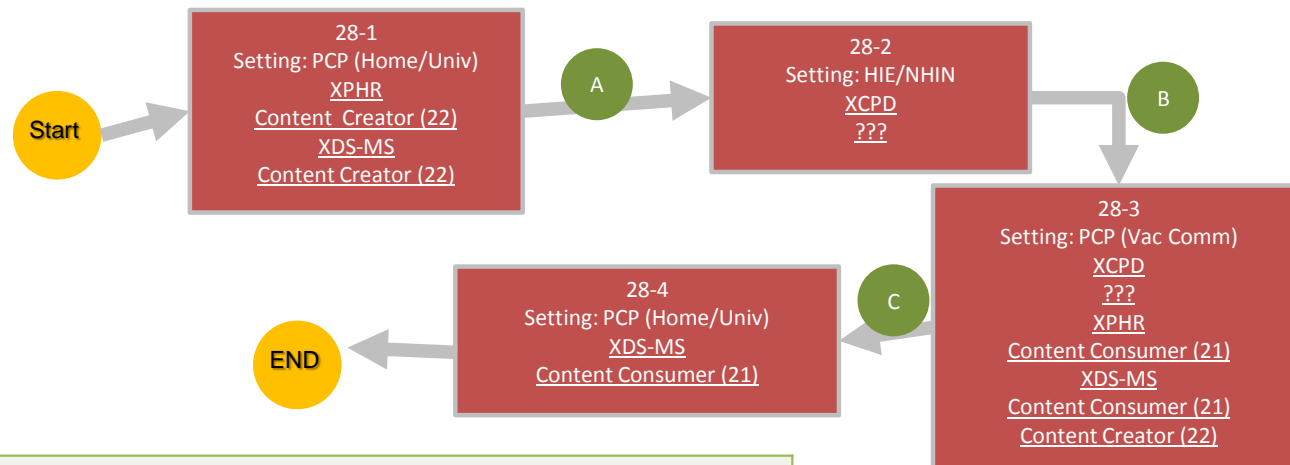 Start
28-1
Setting: PCP (Home/Univ)
XPHR
Content Creator (22)
XDS-MS
Content Creator (22)
A
28-2
Setting: HIE/NHIN
XCPD
???
B
28-3
Setting: PCP (Vac Comm)
XCPD
???
XPHR
Content Consumer (21)
XDS-MS
Content Consumer (21)
Content Creator (22)
C
28-4
Setting: PCP (Home/Univ)
XDS-MS
Content Consumer (21)
END